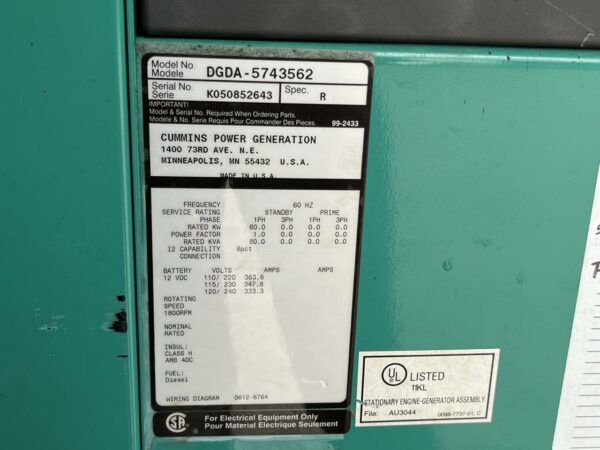 Model No.
Modele DGDA-5743562
Serial No.
Serie K050852643 Spec. R
IMPORTANT!
Model & Serial No. Required When Ordering Parts.
Modele & No. Serie Requis Pour Commander Des Pieces. 99-2433
CUMMINS POWER GENERATION
1400 73RD AVE. N.E.
MINNEAPOLIS, MN 55432 U.S.A.
MADE IN U.S.A.
FREQUENCY 60 HZ
SERVICE RATING STANDBY PRIME
PHASE 1PH 3PH 1PH 3PH
RATED KW 80.0 0.0 0.0 0.0
POWER FACTOR 1.0 0.0 0.0 0.0
RATED KVA 80.0 0.0 0.0 0.0
I2 CAPABILITY 8pct
CONNECTION
BATTERY VOLTS AMPS AMPS
12 VDC 110/ 220 363.6
115/ 230 347.8
120/ 240 333.3
ROTATING
SPEED
1800RPM
NOMINAL
RATED
INSUL:
CLASS H
AMB 40C
FUEL:
Diesel
WIRING DIAGRAM D612-6764
SA G
For Electrical Equipment Only
Pour Material Electrique Seulement
UL LISTED
11KL
STATIONARY ENGINE-GENERATOR ASSEMBLY
File: AU3044 0098-7737-01, C